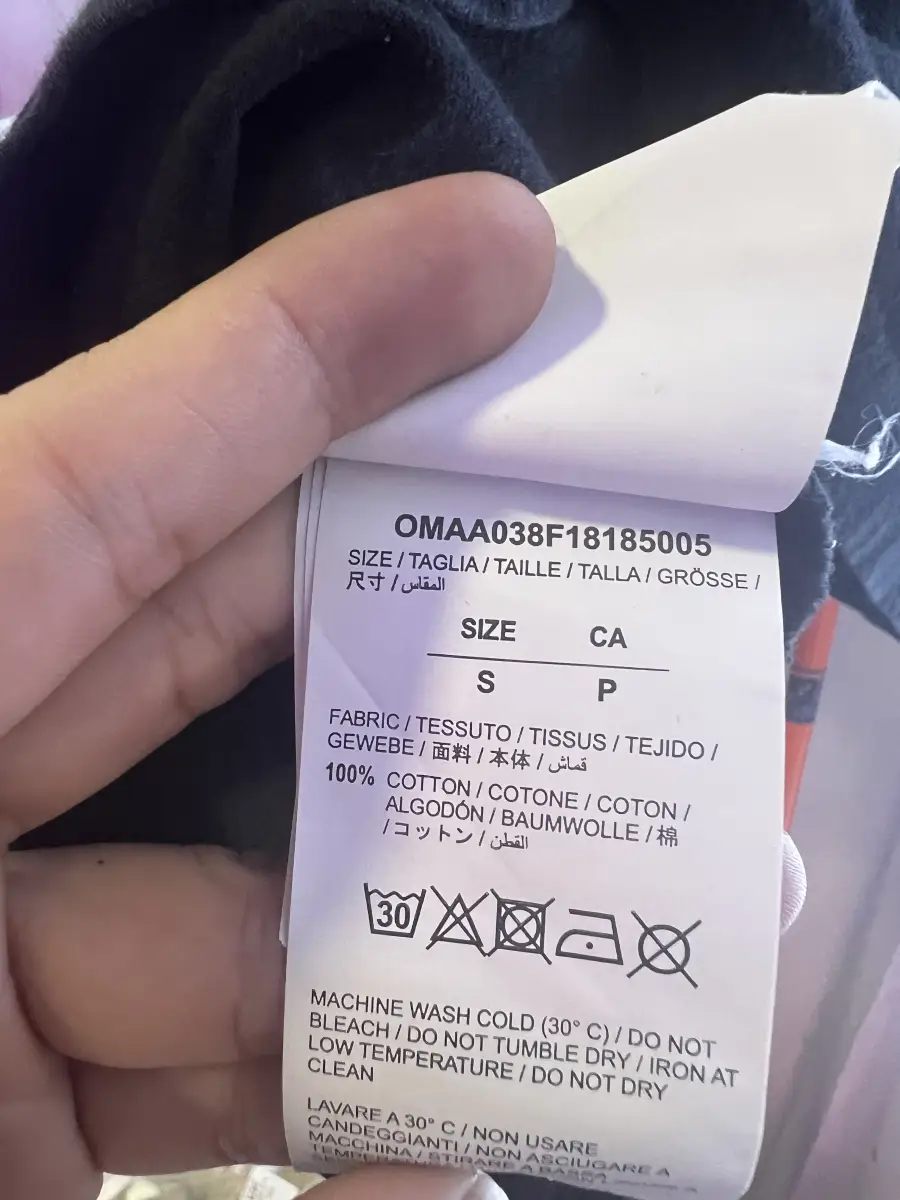 OMAA038F18185005
SIZE / TAGLIA / TAILLE / TALLA / GRÖSSE /
尺寸 / المقاس
SIZE CA
S P
FABRIC / TESSUTO / TISSUS / TEJIDO /
GEWEBE / 面料 / 本体 / قماش
100% COTTON / COTONE / COTON /
ALGODÓN / BAUMWOLLE / 棉
/ コットン / القطن
30
MACHINE WASH COLD (30° C) / DO NOT
BLEACH / DO NOT TUMBLE DRY / IRON AT
LOW TEMPERATURE / DO NOT DRY
CLEAN
LAVARE A 30° C / NON USARE
CANDEGGIANTI / NON ASCIUGARE A
MACCHINA / STIRARE A BASSA